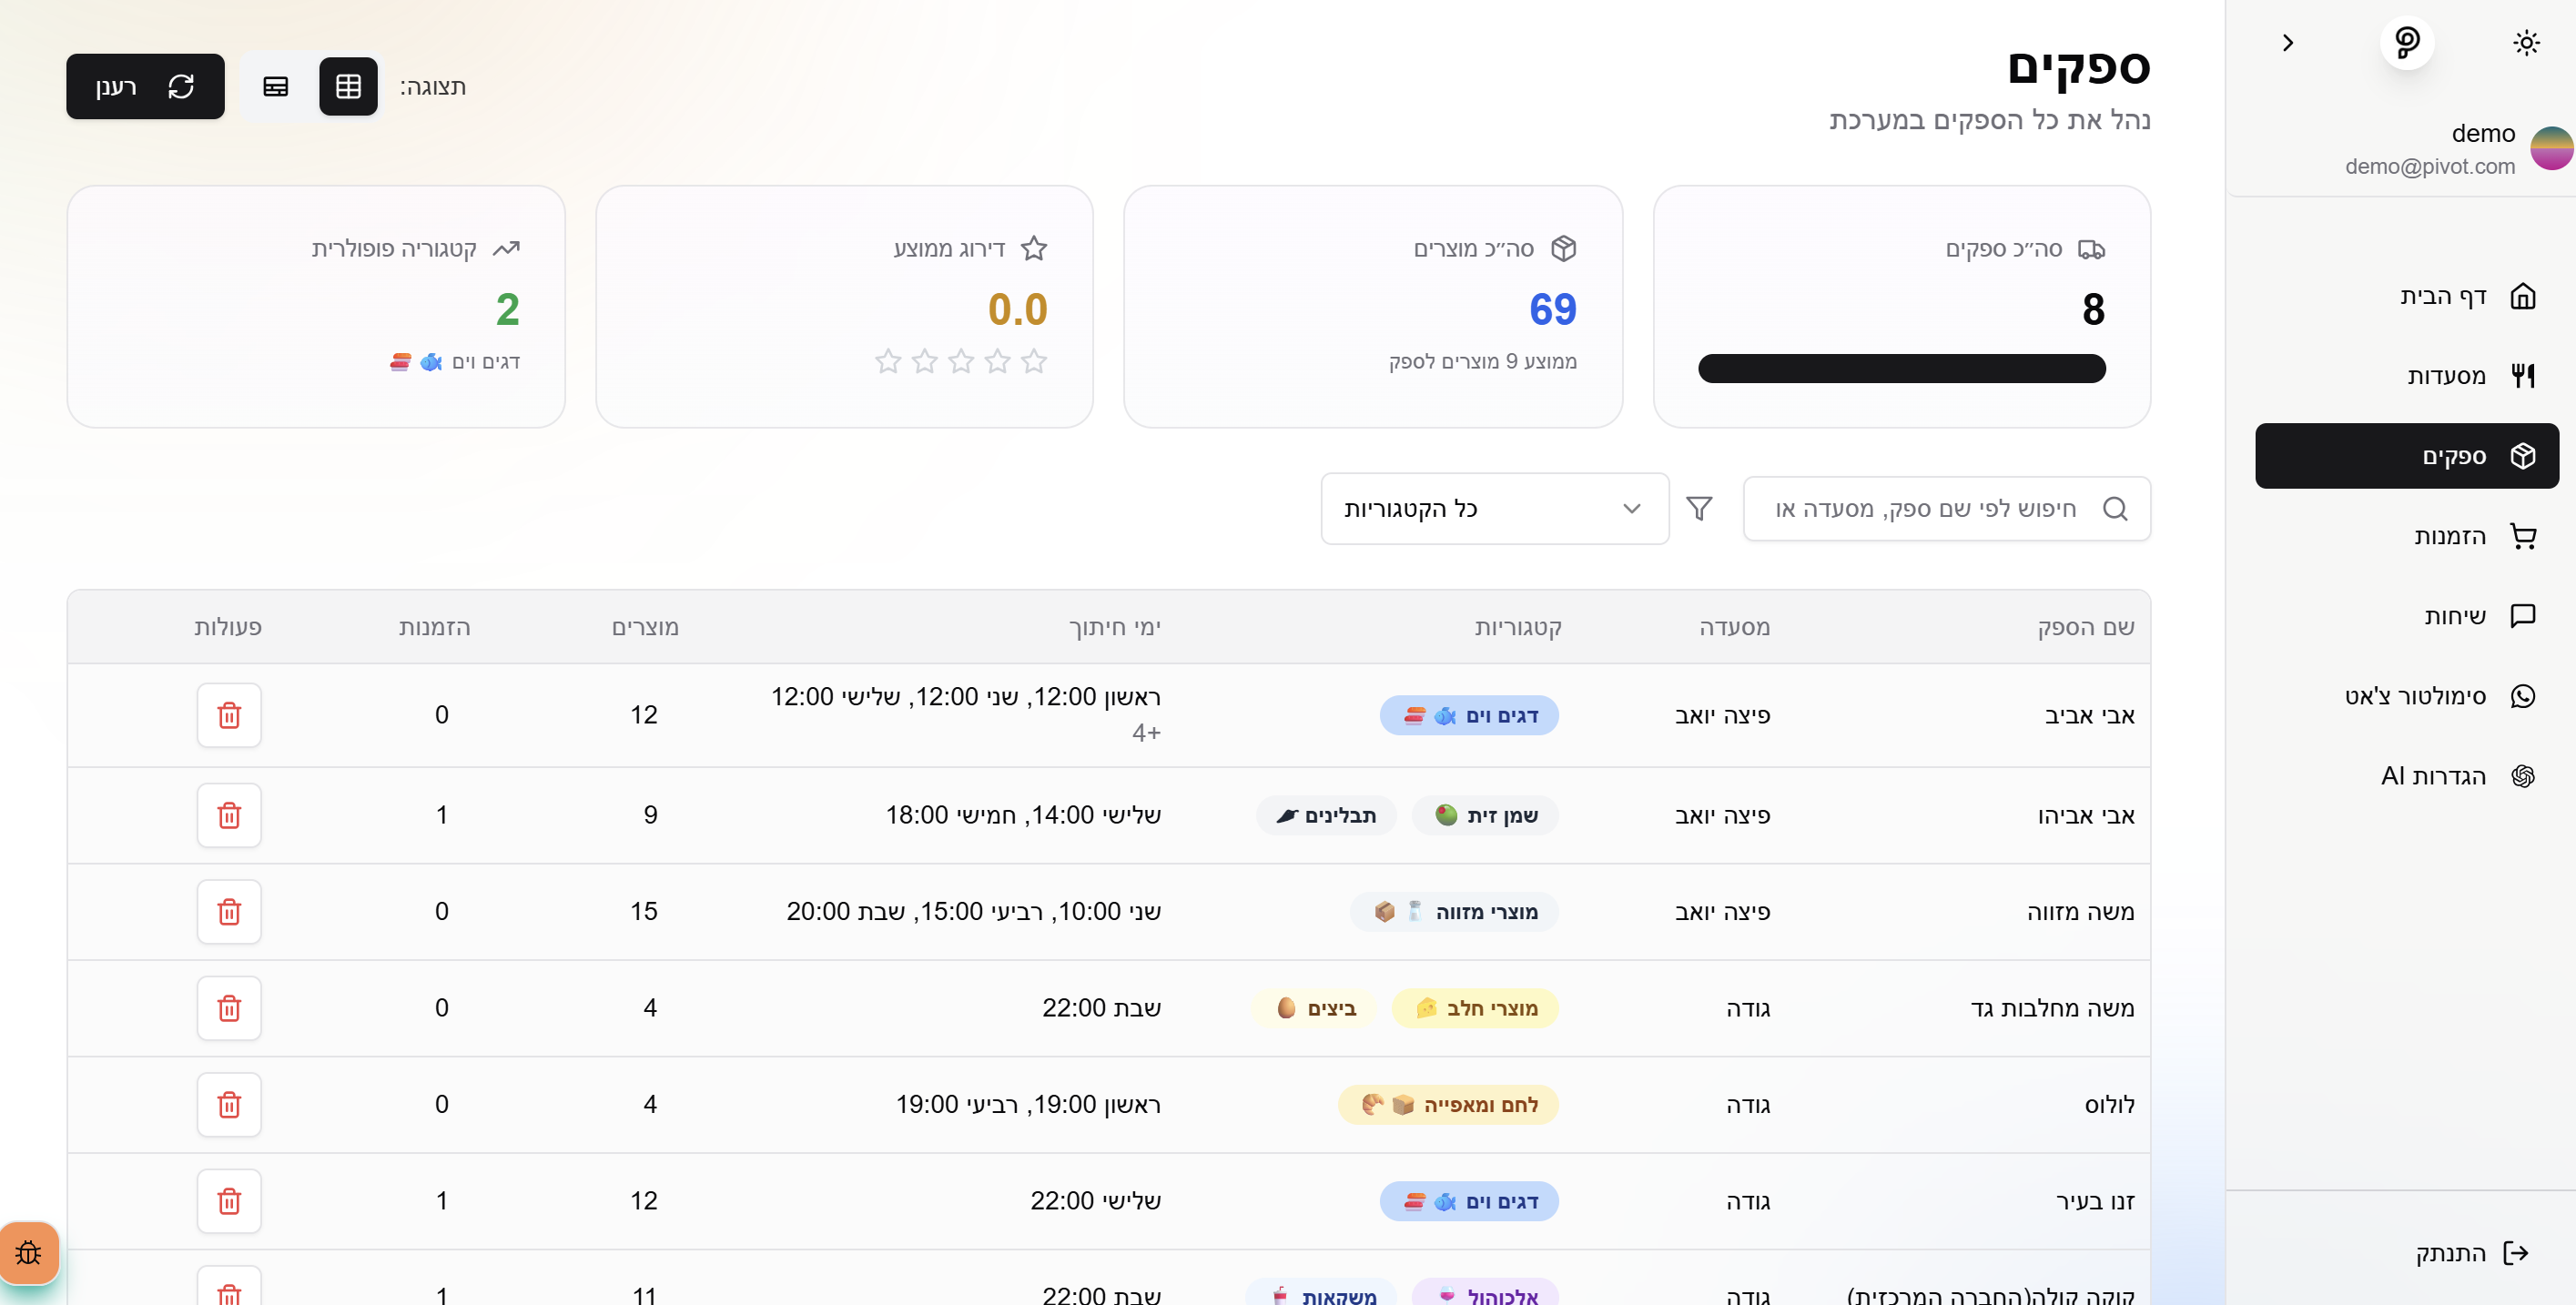 demo
demo@pivot.com
דף הבית
מסעדות
ספקים
הזמנות
שיחות
סימולטור צ'אט
הגדרות AI
התנתק
ספקים
נהל את כל הספקים במערכת
תצוגה:
רענן
סה״כ ספקים
8
סה״כ מוצרים
69
ממוצע 9 מוצרים לספק
דירוג ממוצע
0.0
קטגוריה פופולרית
2
דגים וים
חיפוש לפי שם ספק, מסעדה או
כל הקטגוריות
שם הספק מסעדה קטגוריות ימי חיתוך מוצרים הזמנות פעולות
אבי אביב פיצה יואב דגים וים ראשון 12:00, שני 12:00, שלישי 12:00 12 0
+4
אבי אביהו פיצה יואב שמן זית תבלינים שלישי 14:00, חמישי 18:00 9 1
משה מזווה פיצה יואב מוצרי מזווה שני 10:00, רביעי 15:00, שבת 20:00 15 0
משה מחלבות גד גודה מוצרי חלב ביצים שבת 22:00 4 0
לולוס גודה לחם ומאפייה ראשון 19:00, רביעי 19:00 4 0
זנו בעיר גודה דגים וים שלישי 22:00 12 1
קוקה קולה(החברה המרכזית) גודה אלכוהול משקאות שבת 22:00 11 1